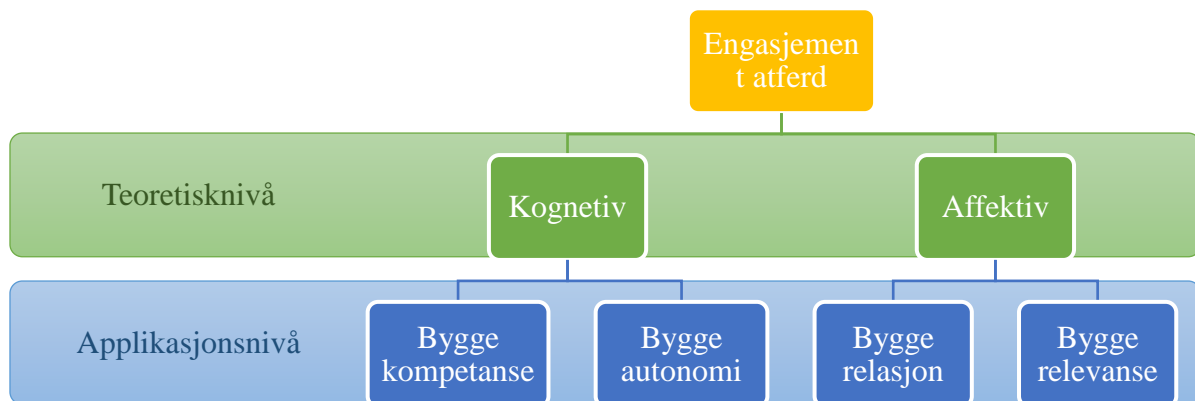 Engasjemen
t atferd
Teoretisknivå
Kognetiv
Affektiv
Applikasjonsnivå
Bygge
kompetanse
Bygge
autonomi
Bygge
relasjon
Bygge
relevanse